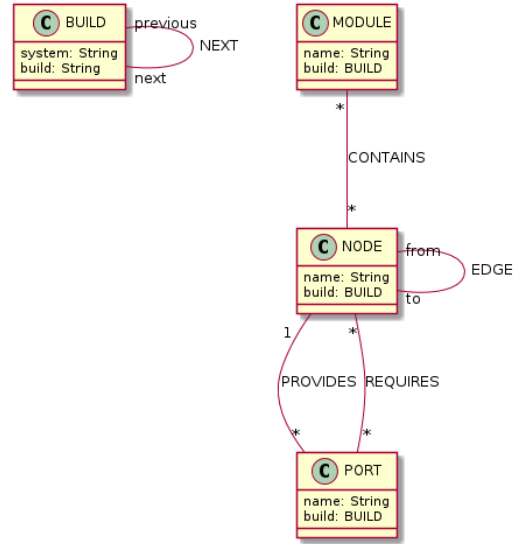 C BUILD
system: String
build: String
previous
NEXT
next
C MODULE
name: String
build: BUILD
*
CONTAINS
*
C NODE
name: String
build: BUILD
from
EDGE
to
1
*
PROVIDES
REQUIRES
*
*
C PORT
name: String
build: BUILD